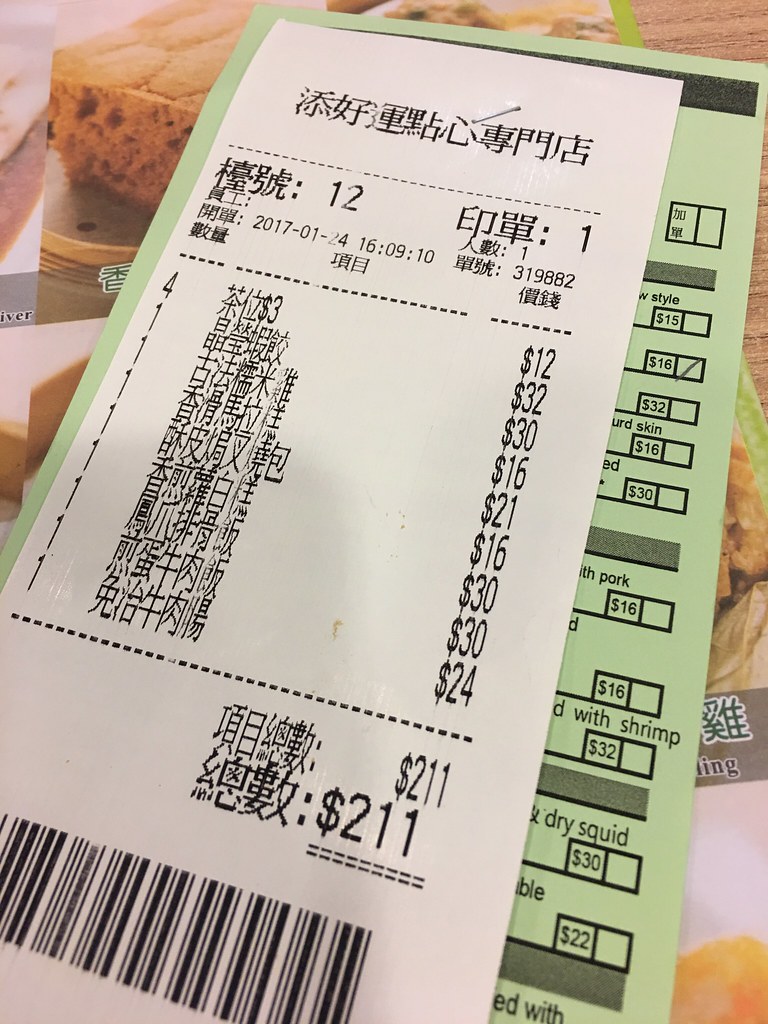 添好運點心專門店
檯號: 12 印單: 1
員工: 人數: 1
開單: 2017-01-24 16:09:10 單號: 319882
數量 項目 價錢
4 茶位$3 $12
1 晶瑩蝦餃 $32
1 古法糯米雞 $30
1 香滑馬拉糕 $16
1 酥皮焗叉燒包 $21
1 香煎蘿白糕 $16
1 鳳爪排骨飯 $30
1 煎蛋牛肉飯 $30
1 免治牛肉腸 $24
項目總數: $211
總數: $211
加單
w style
$15
$16
$32
urd skin
$16
ed
$30
th pork
$16
d
$16
d with shrimp
$32
& dry squid
$30
ble
$22
ed with
香
iver
雞
ling